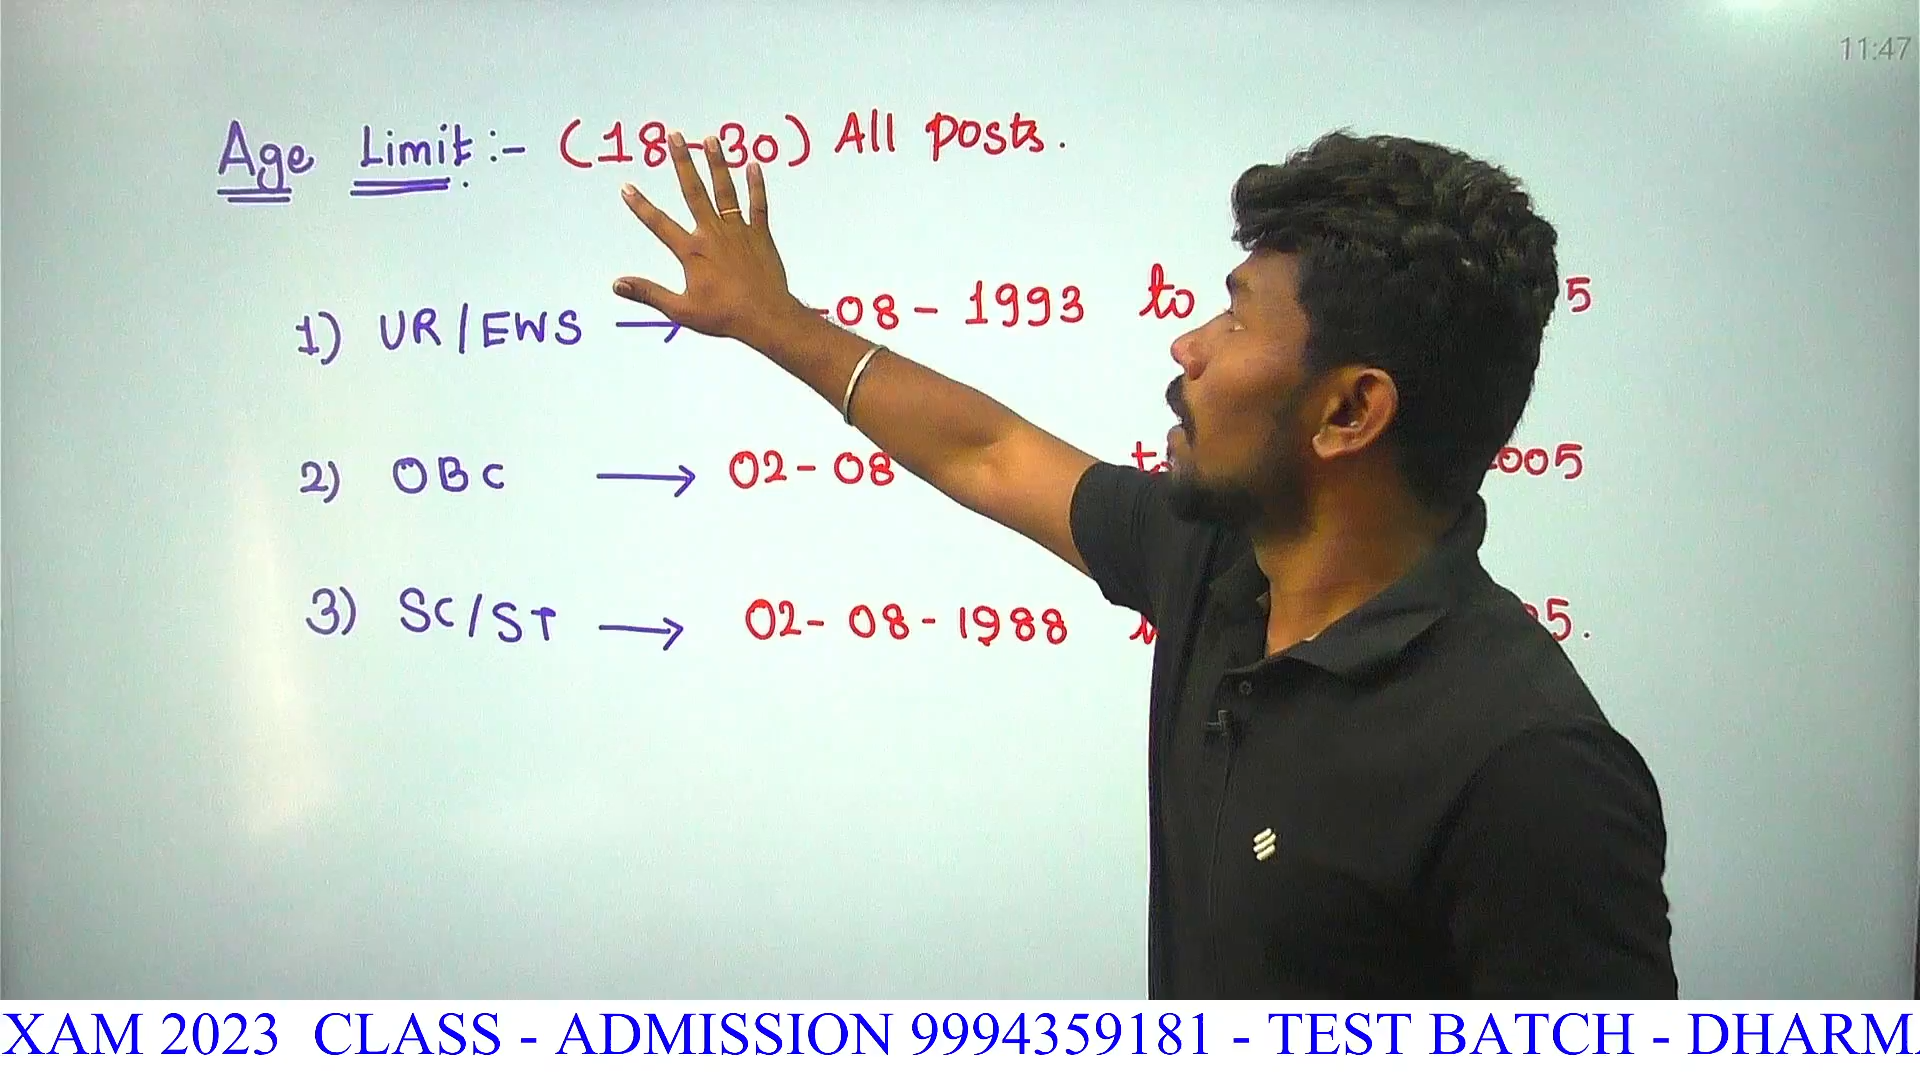 11:47
Age Limit:- (18-30) All posts.
1) UR/EWS → -08-1993 to 5
2) OBC → 02-08 005
3) SC/ST → 02-08-1988 5.
XAM 2023 CLASS - ADMISSION 9994359181 - TEST BATCH - DHARMA